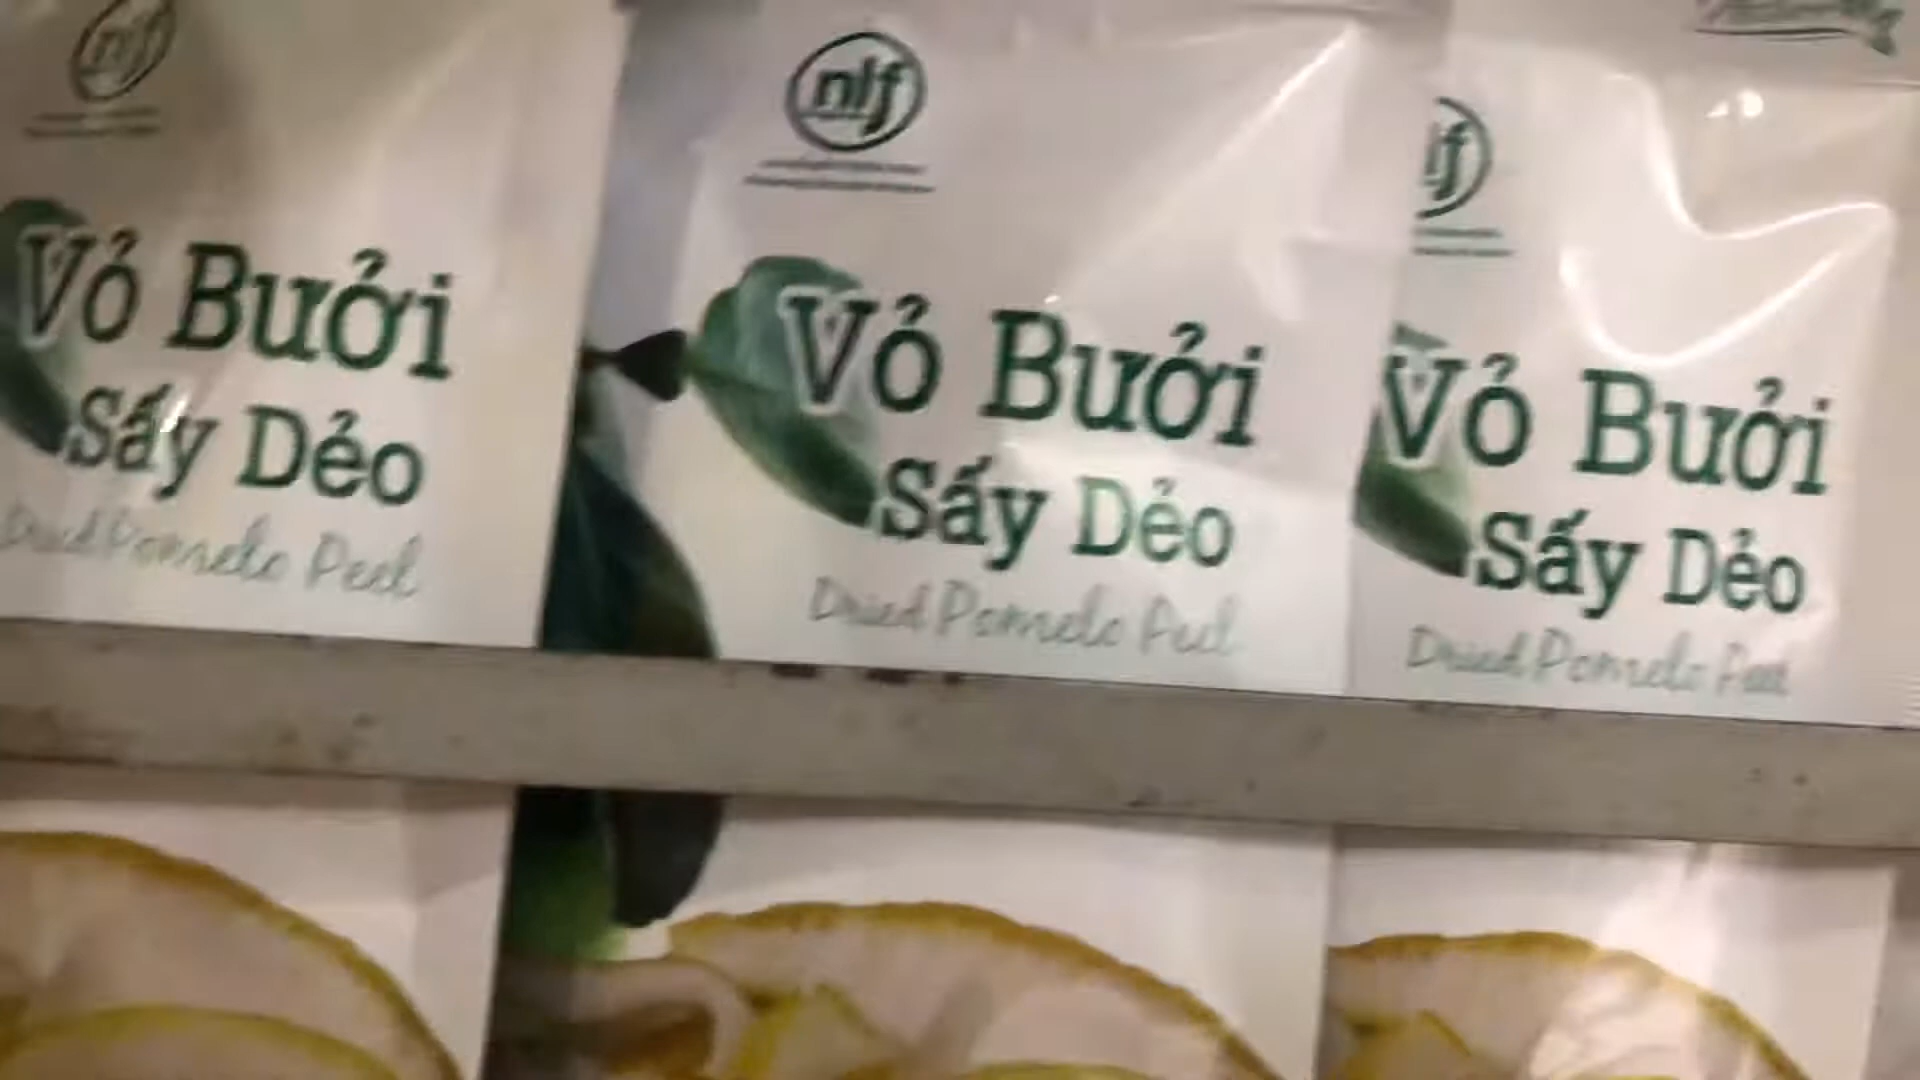 nlf
Vỏ Bưởi
Sấy Dẻo
Dried Pomelo Peel
nlf
Vỏ Bưởi
Sấy Dẻo
Dried Pomelo Peel
lf
Vỏ Bưởi
Sấy Dẻo
Dried Pomelo Peel